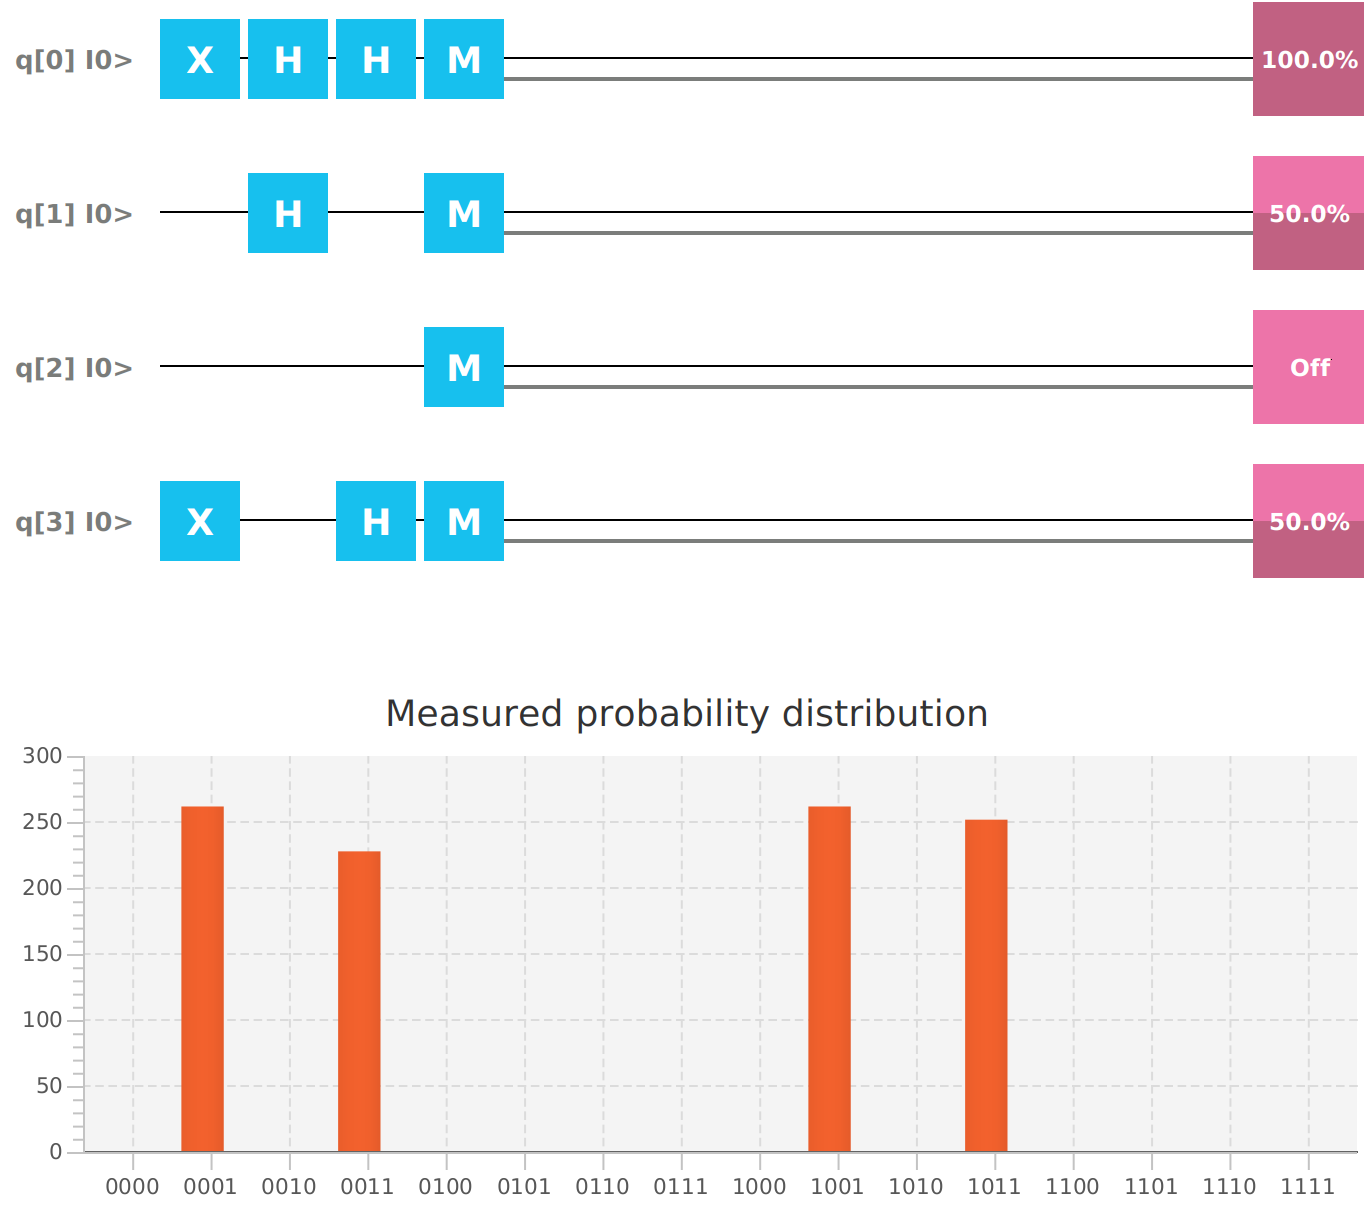 q[0] I0> X H H M 100.0%
q[1] I0> H M 50.0%
q[2] I0> M Off
q[3] I0> X H M 50.0%
Measured probability distribution
300
250
200
150
100
50
0
0000 0001 0010 0011 0100 0101 0110 0111 1000 1001 1010 1011 1100 1101 1110 1111